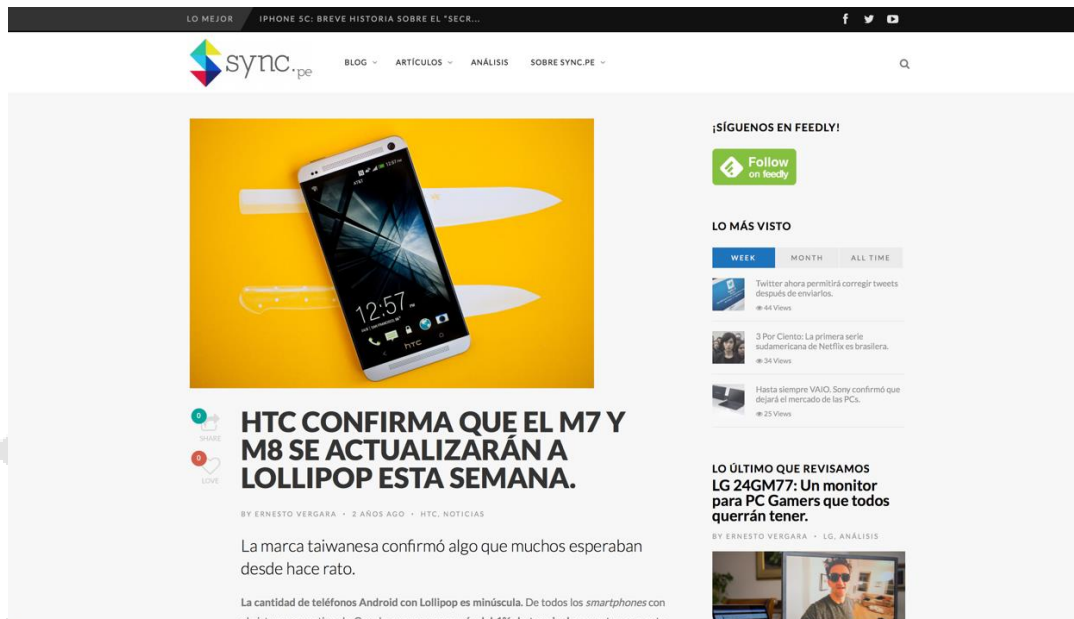 LO MEJOR
IPHONE 5C: BREVE HISTORIA SOBRE EL "SECR...
sync.pe
BLOG
ARTÍCULOS
ANÁLISIS
SOBRE SYNC.PE
12:57
htc
0
SHARE
0
LOVE
HTC CONFIRMA QUE EL M7 Y
M8 SE ACTUALIZARÁN A
LOLLIPOP ESTA SEMANA.
BY ERNESTO VERGARA • 2 AÑOS AGO • HTC, NOTICIAS
La marca taiwanesa confirmó algo que muchos esperaban
desde hace rato.
La cantidad de teléfonos Android con Lollipop es minúscula. De todos los smartphones con
¡SÍGUENOS EN FEEDLY!
Follow
on feedly
LO MÁS VISTO
WEEK
MONTH
ALL TIME
Twitter ahora permitirá corregir tweets
después de enviarlos.
44 Views
3 Por Ciento: La primera serie
sudamericana de Netflix es brasilera.
34 Views
Hasta siempre VAIO. Sony confirmó que
dejará el mercado de las PCs.
25 Views
LO ÚLTIMO QUE REVISAMOS
LG 24GM77: Un monitor
para PC Gamers que todos
querrán tener.
BY ERNESTO VERGARA • LG, ANÁLISIS